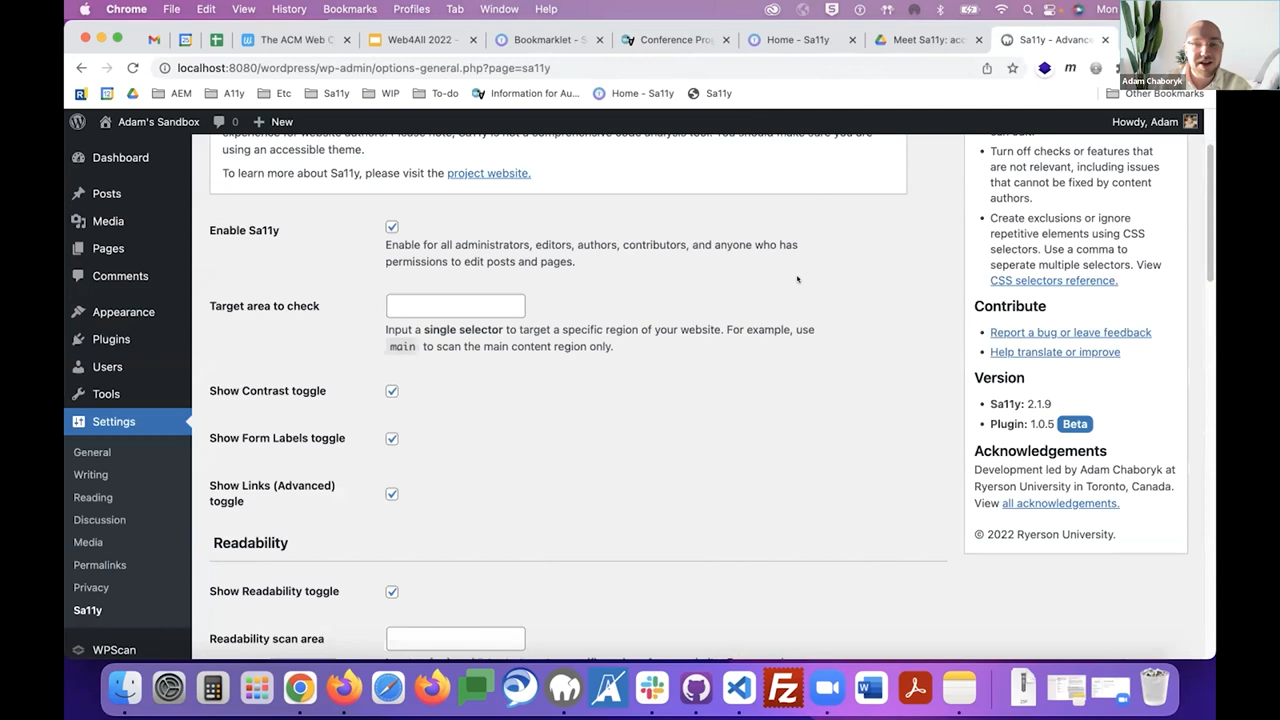 Chrome File Edit View History Bookmarks Profiles Tab Window Help Mon
The ACM Web C
Web4All 2022 -
Bookmarklet - S
Conference Pro
Home - Sa11y
Meet Sa11y: acc
Sa11y - Advanc
Adam Chaboryk
localhost:8080/wordpress/wp-admin/options-general.php?page=sa11y
AEM A11y Etc Sa11y WIP To-do Information for Au... Home - Sa11y Sa11y Other Bookmarks
Adam's Sandbox 0 New Howdy, Adam
Dashboard
Posts
Media
Pages
Comments
Appearance
Plugins
Users
Tools
Settings
General
Writing
Reading
Discussion
Media
Permalinks
Privacy
Sa11y
WPScan
using an accessible theme.
To learn more about Sa11y, please visit the project website.
Enable Sa11y
Enable for all administrators, editors, authors, contributors, and anyone who has
permissions to edit posts and pages.
Target area to check
Input a single selector to target a specific region of your website. For example, use
main to scan the main content region only.
Show Contrast toggle
Show Form Labels toggle
Show Links (Advanced)
toggle
Readability
Show Readability toggle
Readability scan area
Turn off checks or features that
are not relevant, including issues
that cannot be fixed by content
authors.
Create exclusions or ignore
repetitive elements using CSS
selectors. Use a comma to
seperate multiple selectors. View
CSS selectors reference.
Contribute
Report a bug or leave feedback
Help translate or improve
Version
Sa11y: 2.1.9
Plugin: 1.0.5 Beta
Acknowledgements
Development led by Adam Chaboryk at
Ryerson University in Toronto, Canada.
View all acknowledgements.
© 2022 Ryerson University.